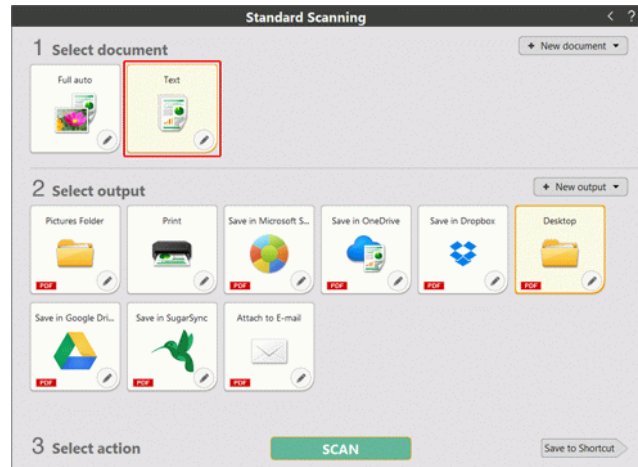 Standard Scanning < ?
1 Select document + New document
Full auto Text
2 Select output + New output
Pictures Folder Print Save in Microsoft S... Save in OneDrive Save in Dropbox Desktop
PDF PDF PDF PDF PDF
Save in Google Dri... Save in SugarSync Attach to E-mail
PDF PDF PDF
3 Select action SCAN Save to Shortcut